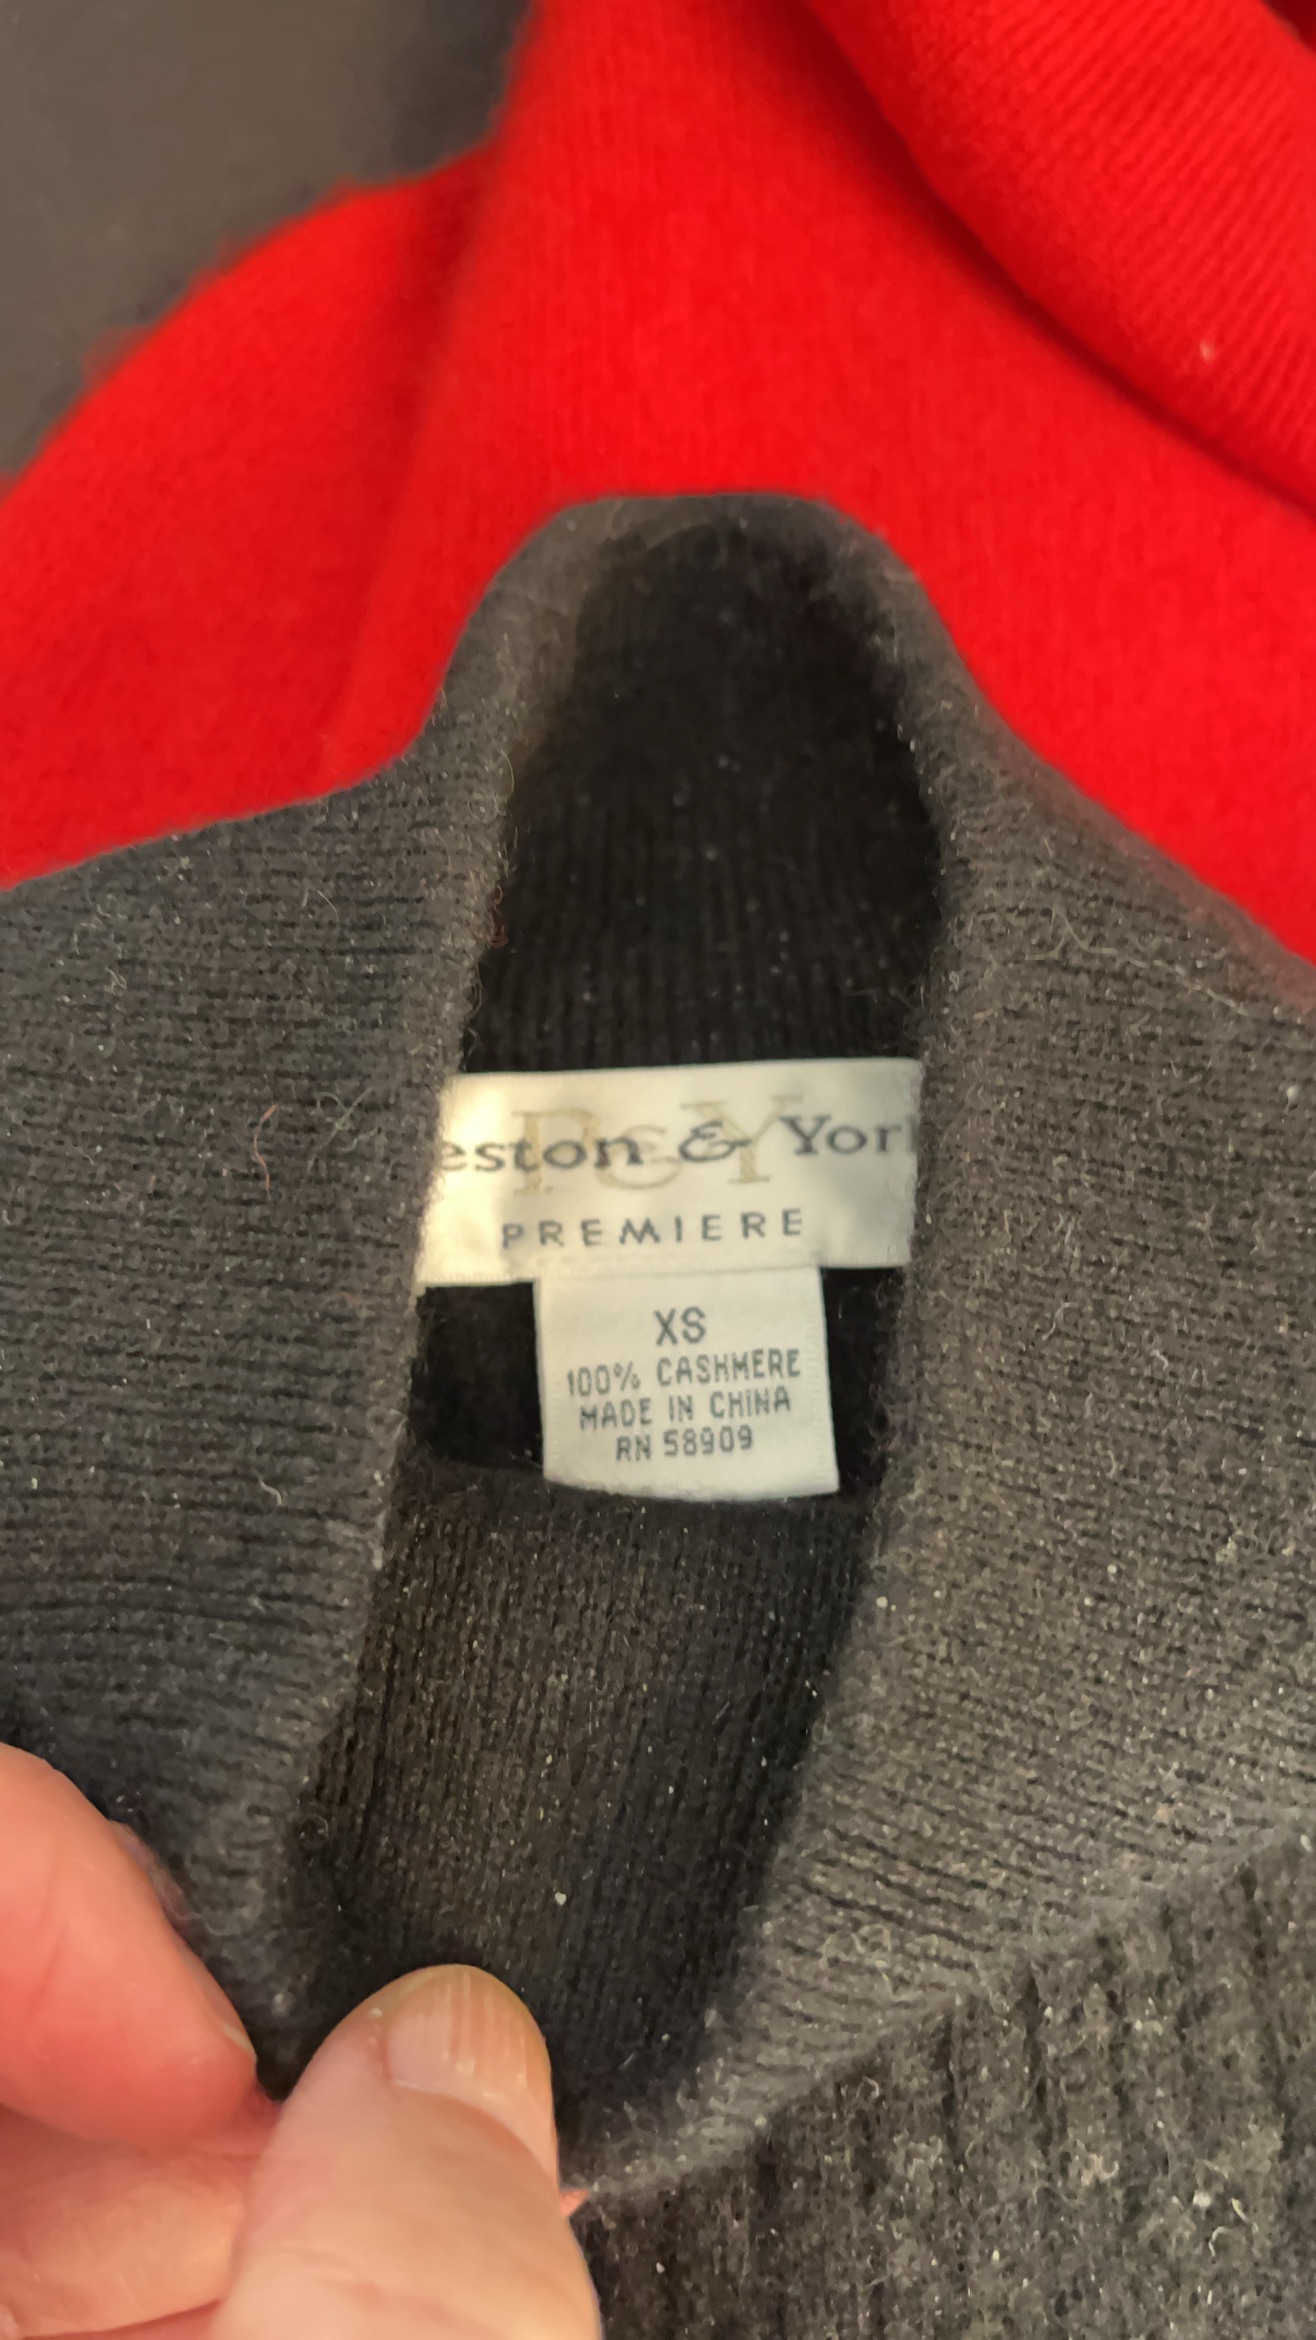 eston & Yor
P&Y
PREMIERE
XS
100% CASHMERE
MADE IN CHINA
RN 58909